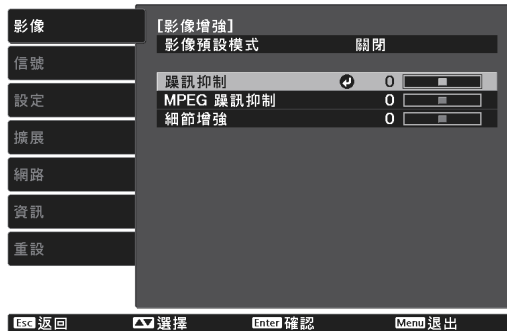 影像
信號
設定
擴展
網路
資訊
重設
[影像增強]
影像預設模式 關閉
躁訊抑制 0
MPEG 躁訊抑制 0
細節增強 0
Esc 返回 選擇 Enter 確認 Menu 退出